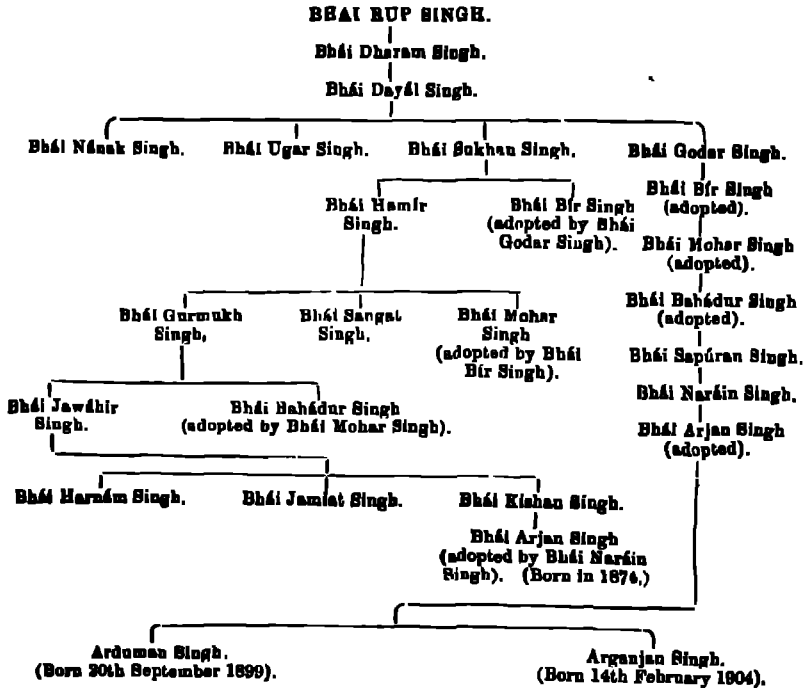 BHAI RUP SINGH.
Bhái Dharam Singh.
Bhái Dayál Singh.
Bhái Nának Singh.
Bhái Ugar Singh.
Bhái Sukhan Singh.
Bhái Godar Singh.
Bhái Hamír
Singh.
Bhái Bír Singh
(adopted by Bhái
Godar Singh).
Bhái Bír Singh
(adopted).
Bhái Mohar Singh
(adopted).
Bhái Gurmukh
Singh,
Bhái Sangat
Singh.
Bhái Mohar
Singh
(adopted by Bhái
Bír Singh).
Bhái Bahádur Singh
(adopted).
Bhái Sapúran Singh.
Bhái Naráin Singh.
Bhái Arjan Singh
(adopted).
Bhái Jawáhir
Singh.
Bhái Bahádur Singh
(adopted by Bhái Mohar Singh).
Bhái Harnám Singh.
Bhái Jamiat Singh.
Bhái Kishan Singh.
Bhái Arjan Singh
(adopted by Bhái Naráin
Singh). (Born in 1874.)
Arduman Singh.
(Born 20th September 1899).
Arganjan Singh.
(Born 14th February 1904).